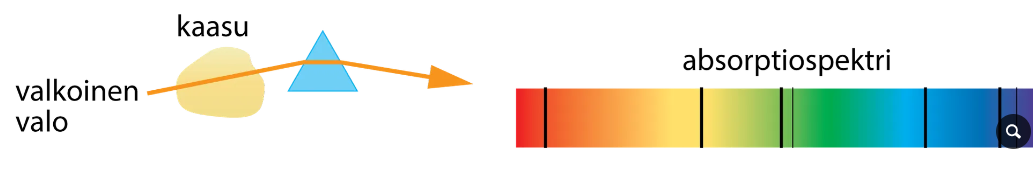 kaasu
valkoinen
valo
absorptiospektri